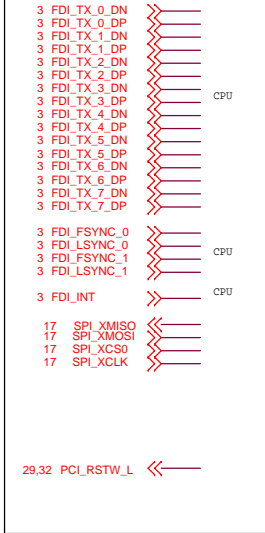 3 FDI_TX_0_DN
3 FDI_TX_0_DP
3 FDI_TX_1_DN
3 FDI_TX_1_DP
3 FDI_TX_2_DN
3 FDI_TX_2_DP
3 FDI_TX_3_DN CPU
3 FDI_TX_3_DP
3 FDI_TX_4_DN
3 FDI_TX_4_DP
3 FDI_TX_5_DN
3 FDI_TX_5_DP
3 FDI_TX_6_DN
3 FDI_TX_6_DP
3 FDI_TX_7_DN
3 FDI_TX_7_DP
3 FDI_FSYNC_0
3 FDI_LSYNC_0 CPU
3 FDI_FSYNC_1
3 FDI_LSYNC_1
3 FDI_INT CPU
17 SPI_XMISO
17 SPI_XMOSI
17 SPI_XCS0
17 SPI_XCLK
29,32 PCI_RSTW_L